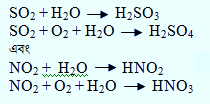 SO₂ + H₂O → H₂SO₃
SO₂ + O₂ + H₂O → H₂SO₄
এবং
NO₂ + H₂O → HNO₂
NO₂ + O₂ + H₂O → HNO₃